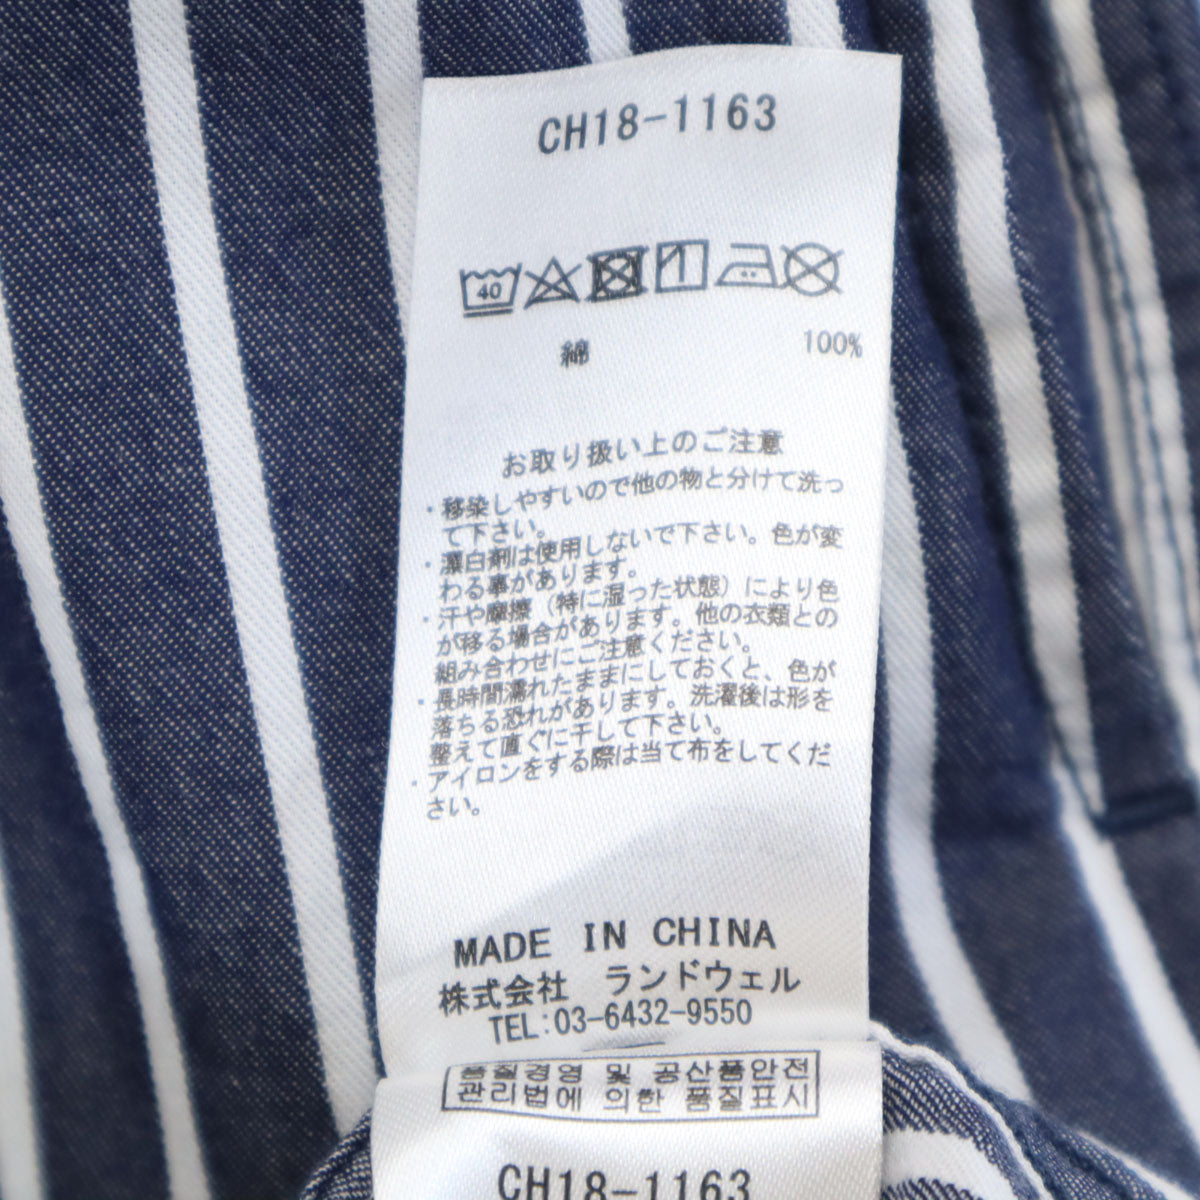 CH18-1163
40
綿 100%
お取り扱い上のご注意
・移染しやすいので他の物と分けて洗っ
て下さい。
・漂白剤は使用しないで下さい。色が変
わる事があります。
・汗や摩擦（特に湿った状態）により色
が移る場合があります。他の衣類との
組み合わせにご注意ください。
・長時間濡れたままにしておくと、色が
落ちる恐れがあります。洗濯後は形を
整えて直ぐに干して下さい。
・アイロンをする際は当て布をしてくだ
さい。
MADE IN CHINA
株式会社 ランドウェル
TEL:03-6432-9550
품질경영 및 공산품안전
관리법에 의한 품질표시
CH18-1163